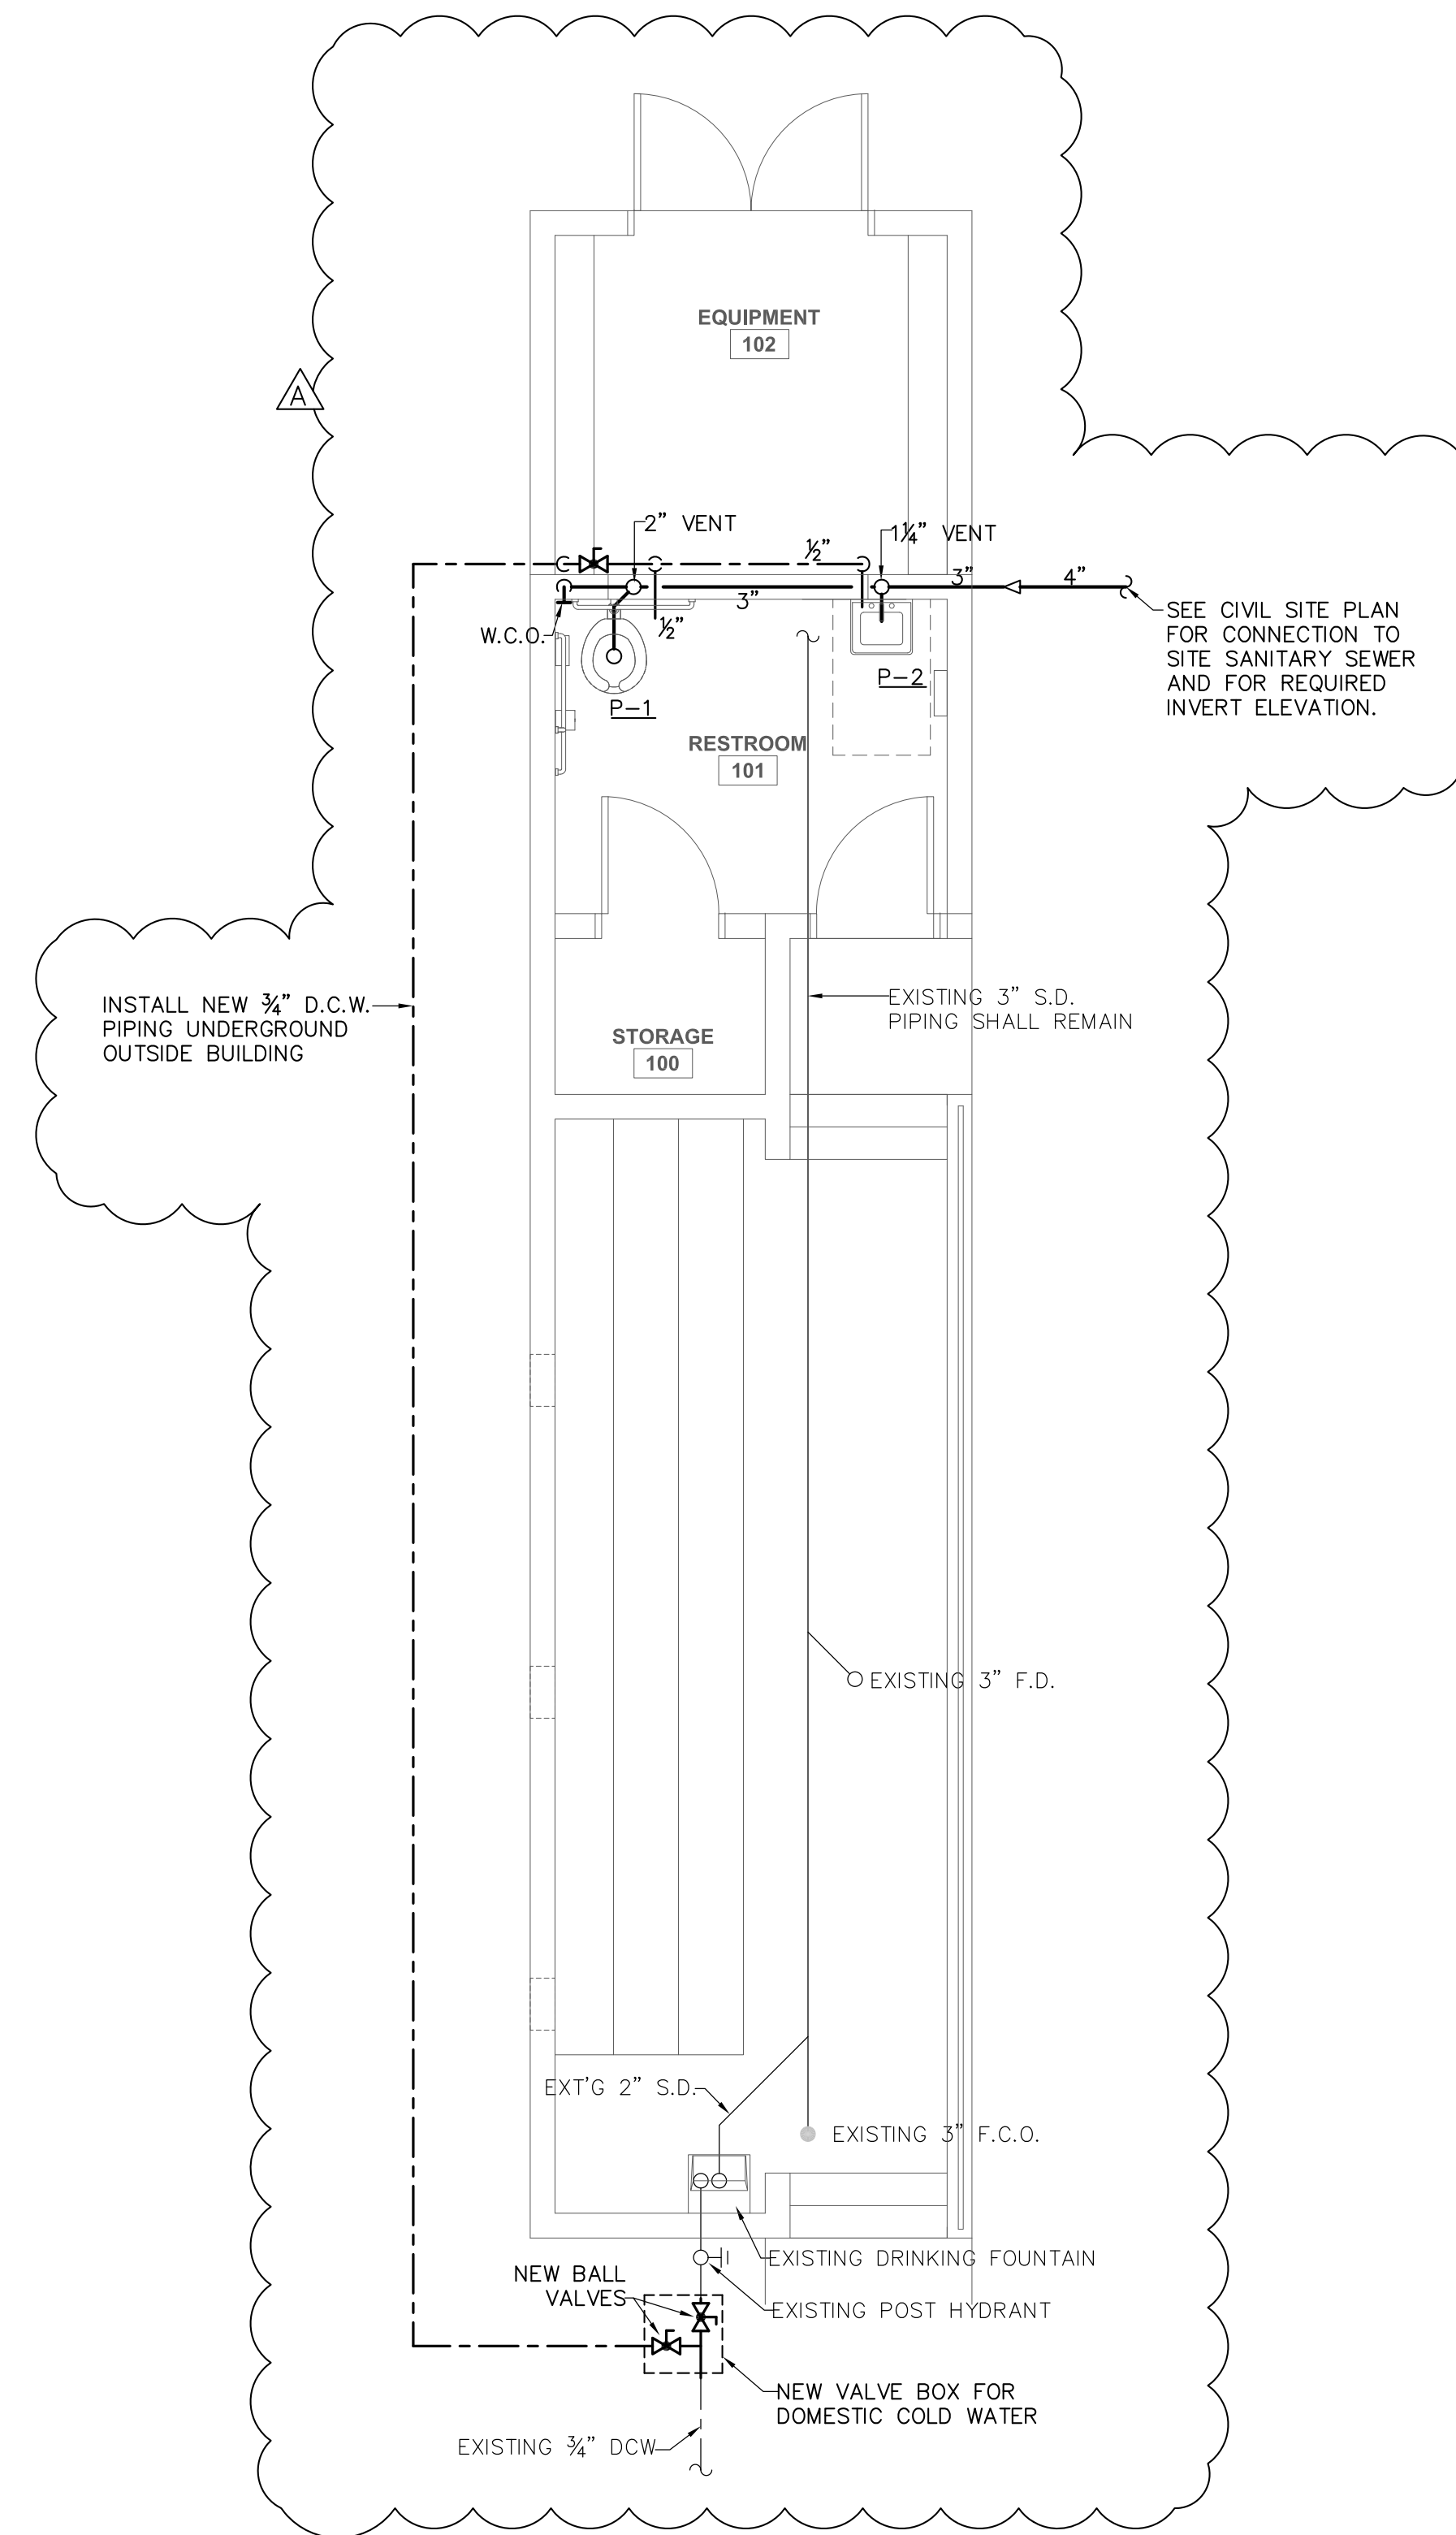 EQUIPMENT
102
A
2” VENT
½”
1¼” VENT
3”
4”
3”
½”
W.C.O.
P–1
P–2
SEE CIVIL SITE PLAN
FOR CONNECTION TO
SITE SANITARY SEWER
AND FOR REQUIRED
INVERT ELEVATION.
RESTROOM
101
INSTALL NEW ¾” D.C.W.
PIPING UNDERGROUND
OUTSIDE BUILDING
EXISTING 3” S.D.
PIPING SHALL REMAIN
STORAGE
100
EXISTING 3” F.D.
EXT’G 2” S.D.
EXISTING 3” F.C.O.
EXISTING DRINKING FOUNTAIN
NEW BALL
VALVES
EXISTING POST HYDRANT
NEW VALVE BOX FOR
DOMESTIC COLD WATER
EXISTING ¾” DCW